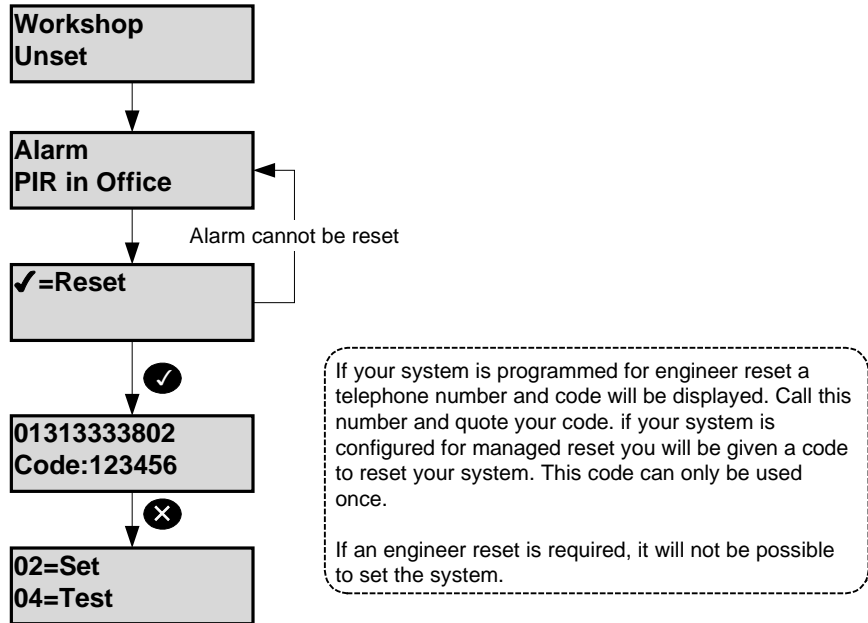 Workshop
Unset
Alarm
PIR in Office
Alarm cannot be reset
✓=Reset
01313333802
Code:123456
02=Set
04=Test
If your system is programmed for engineer reset a
telephone number and code will be displayed. Call this
number and quote your code. if your system is
configured for managed reset you will be given a code
to reset your system. This code can only be used
once.
If an engineer reset is required, it will not be possible
to set the system.